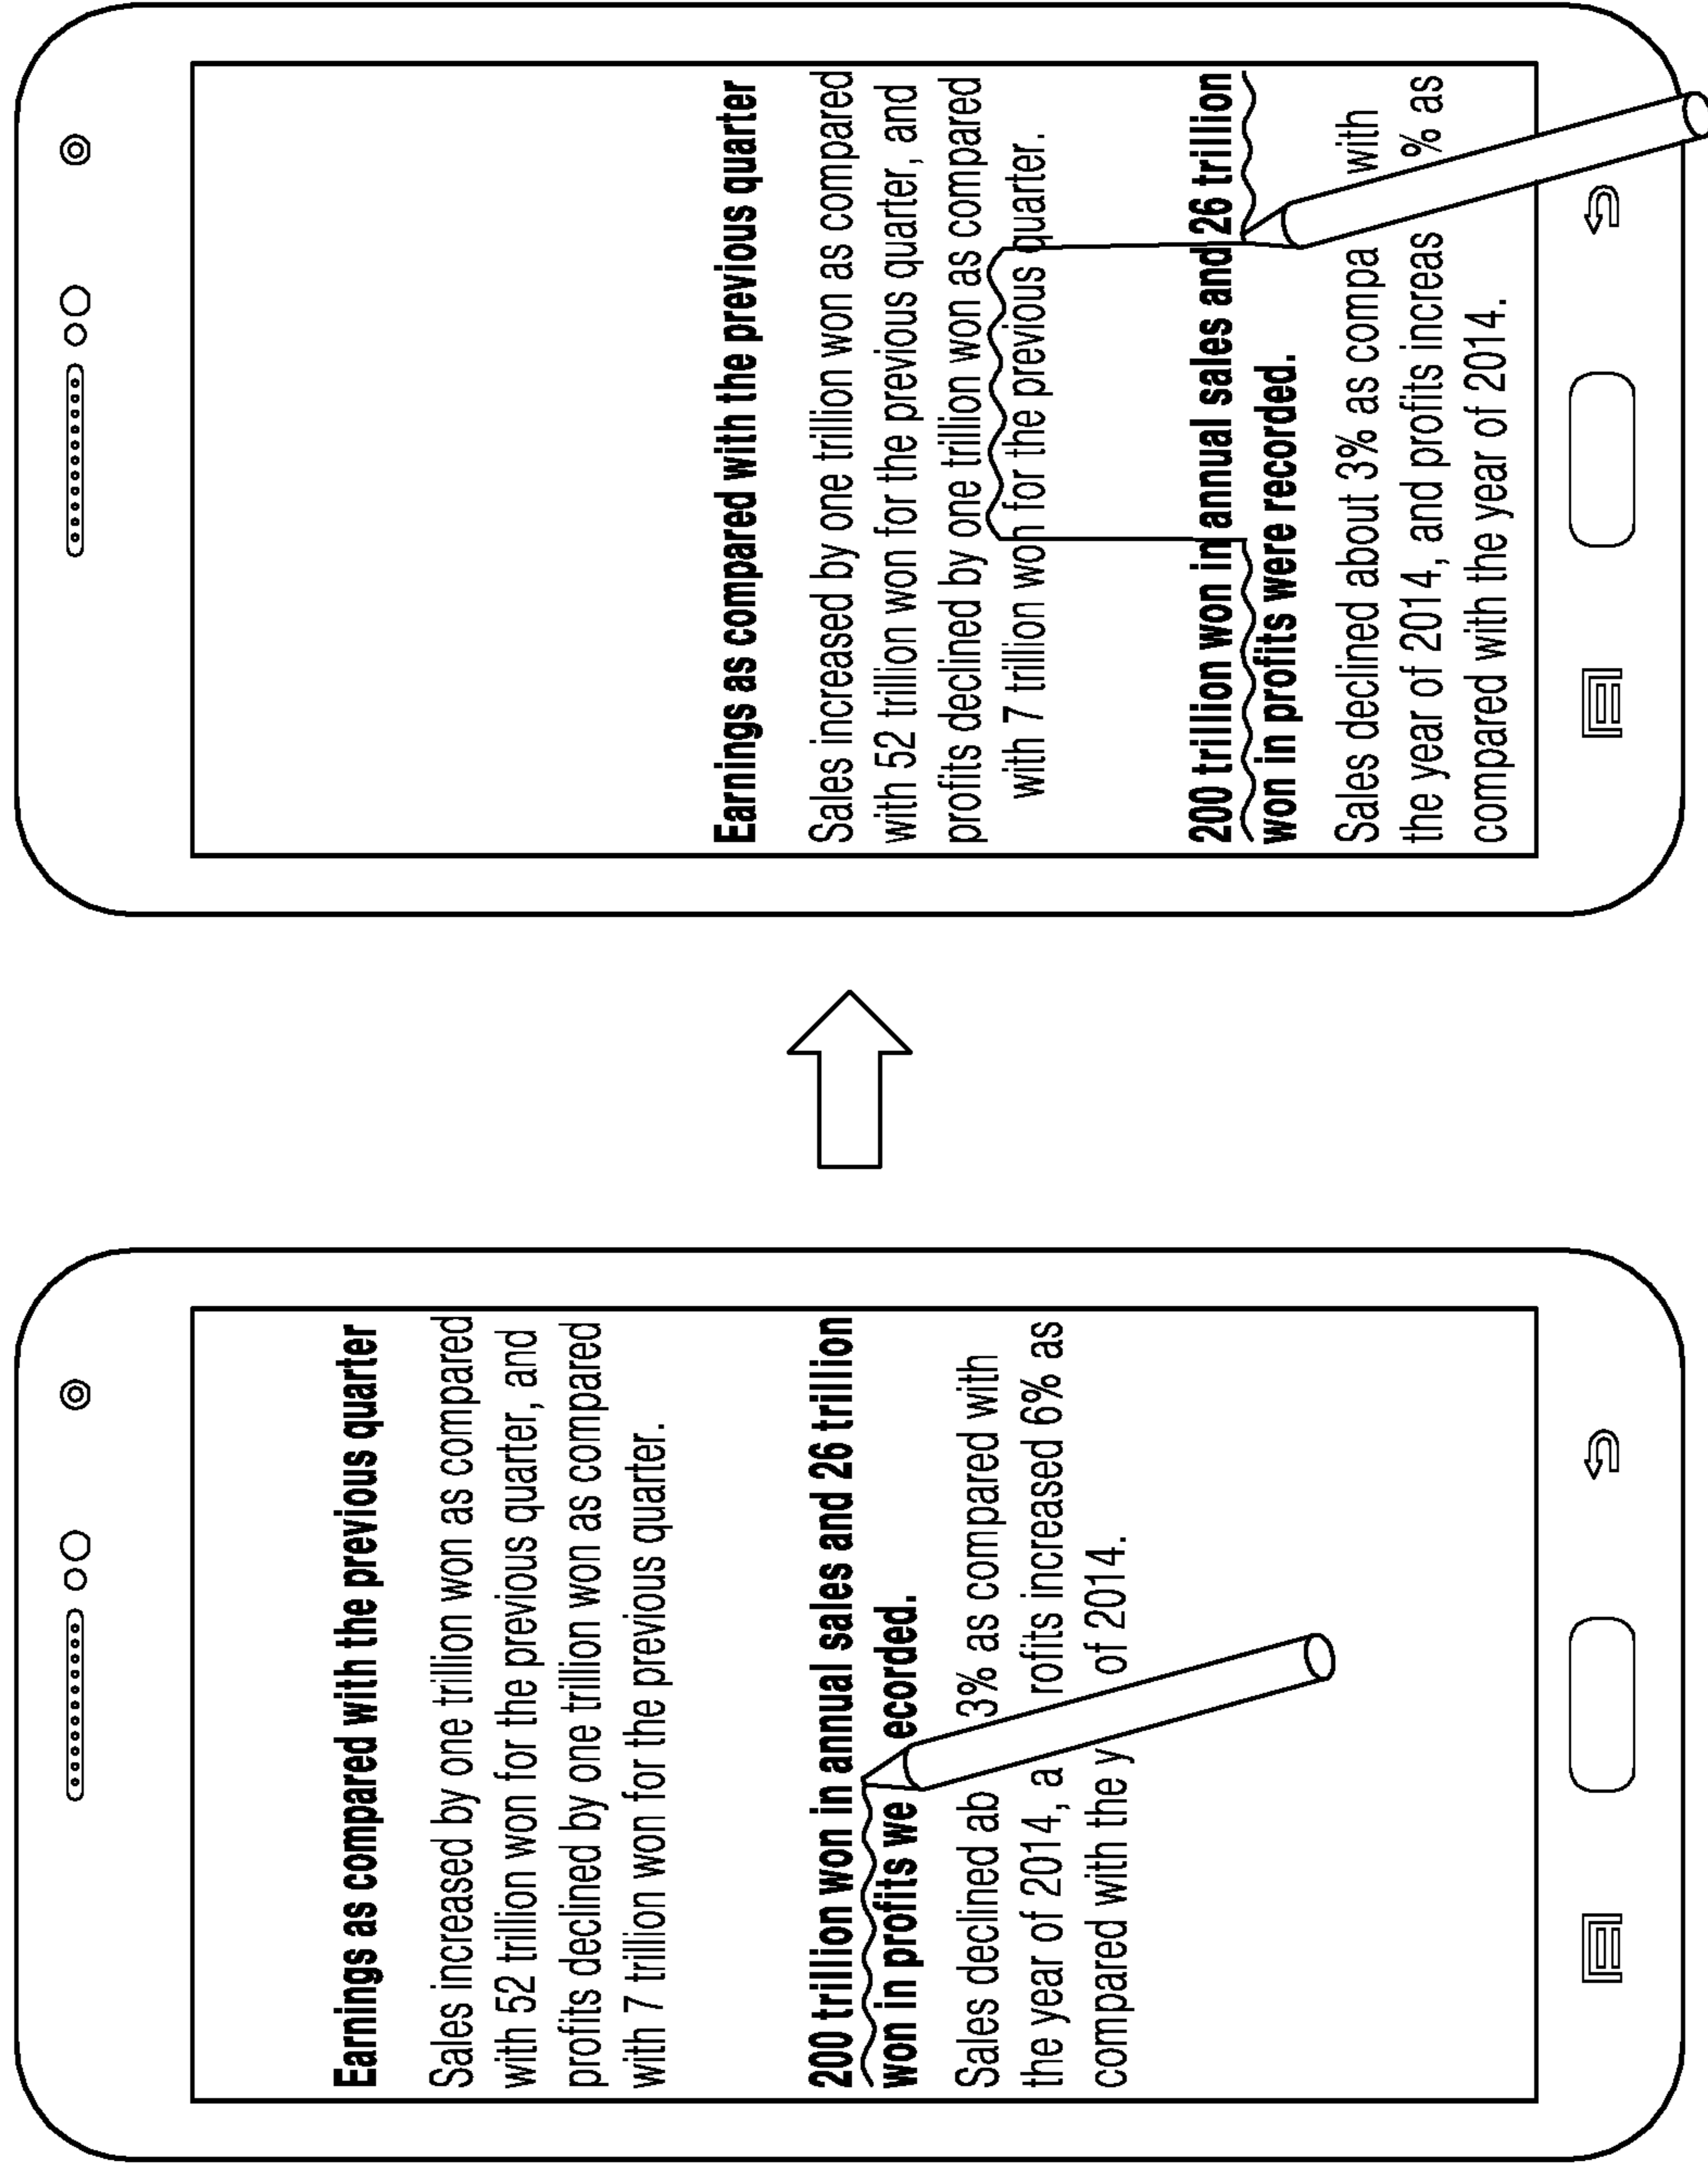 Earnings as compared with the previous quarter
Sales increased by one trillion won as compared
with 52 trillion won for the previous quarter, and
profits declined by one trillion won as compared
with 7 trillion won for the previous quarter.
200 trillion won in annual sales and 26 trillion
won in profits we ecorded.
Sales declined ab 3% as compared with
the year of 2014, a rofits increased 6% as
compared with the y of 2014.
Earnings as compared with the previous quarter
Sales increased by one trillion won as compared
with 52 trillion won for the previous quarter, and
profits declined by one trillion won as compared
with 7 trillion won for the previous quarter.
200 trillion won in annual sales and 26 trillion
won in profits were recorded.
Sales declined about 3% as compa with
the year of 2014, and profits increas % as
compared with the year of 2014.